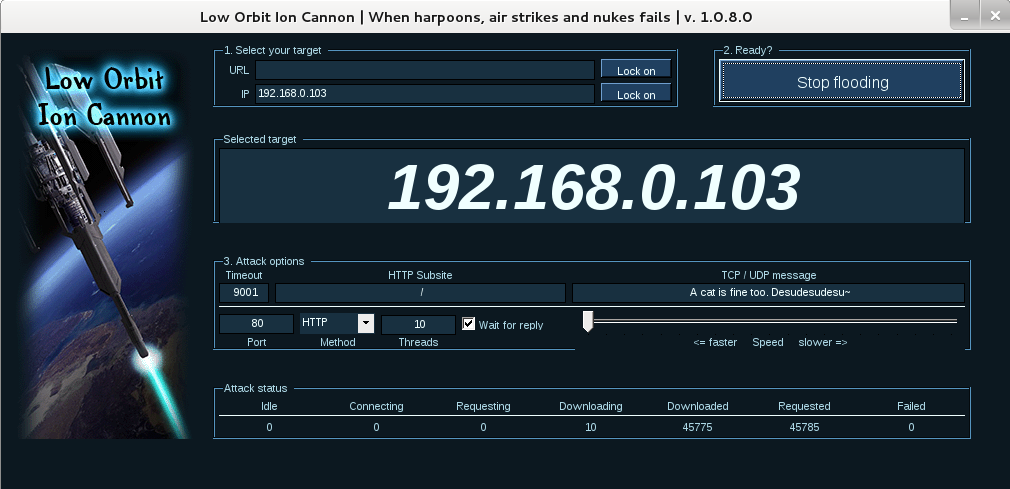 Low Orbit Ion Cannon | When harpoons, air strikes and nukes fails | v. 1.0.8.0
Low Orbit
Ion Cannon
1. Select your target
URL Lock on
IP 192.168.0.103 Lock on
2. Ready?
Stop flooding
Selected target
192.168.0.103
3. Attack options
Timeout HTTP Subsite TCP / UDP message
9001 / A cat is fine too. Desudesudesu~
80 HTTP 10 Wait for reply
Port Method Threads <= faster Speed slower =>
Attack status
Idle Connecting Requesting Downloading Downloaded Requested Failed
0 0 0 10 45775 45785 0